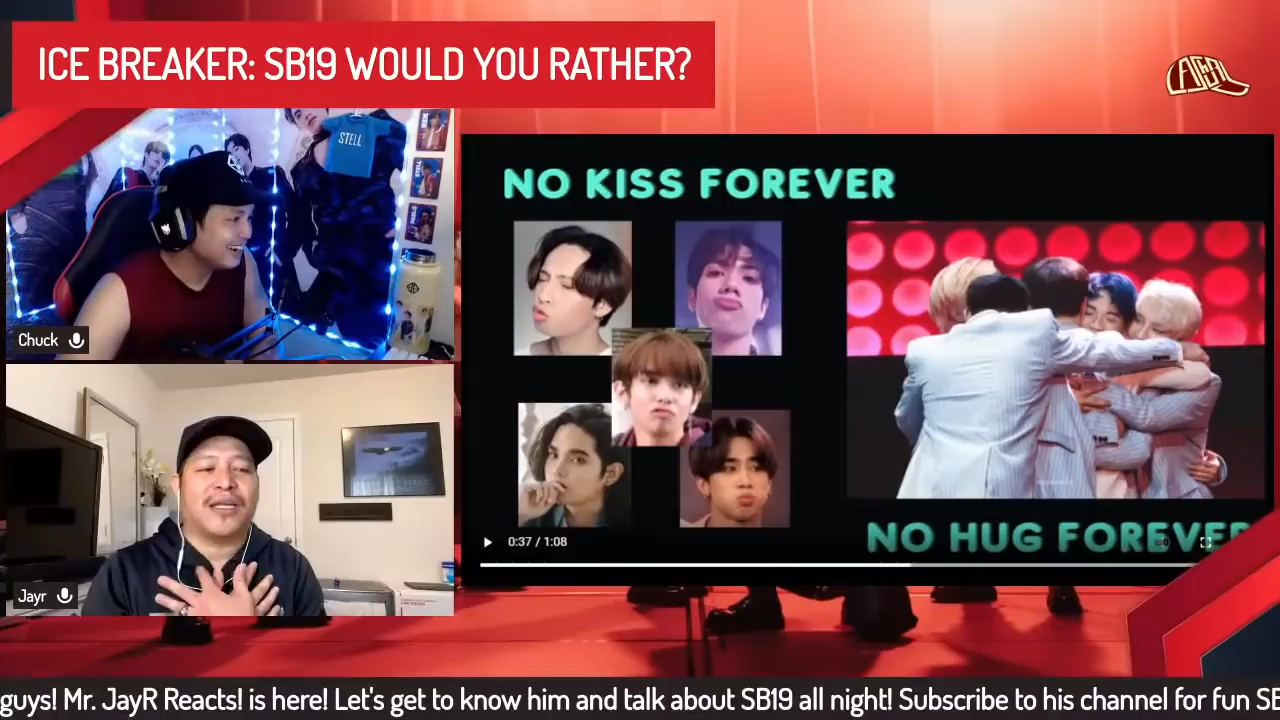 ICE BREAKER: SB19 WOULD YOU RATHER?
STELL
NO KISS FOREVER
Chuck
0:37 / 1:08
NO HUG FOREVER
Jayr
guys! Mr. JayR Reacts! is here! Let's get to know him and talk about SB19 all night! Subscribe to his channel for fun SB